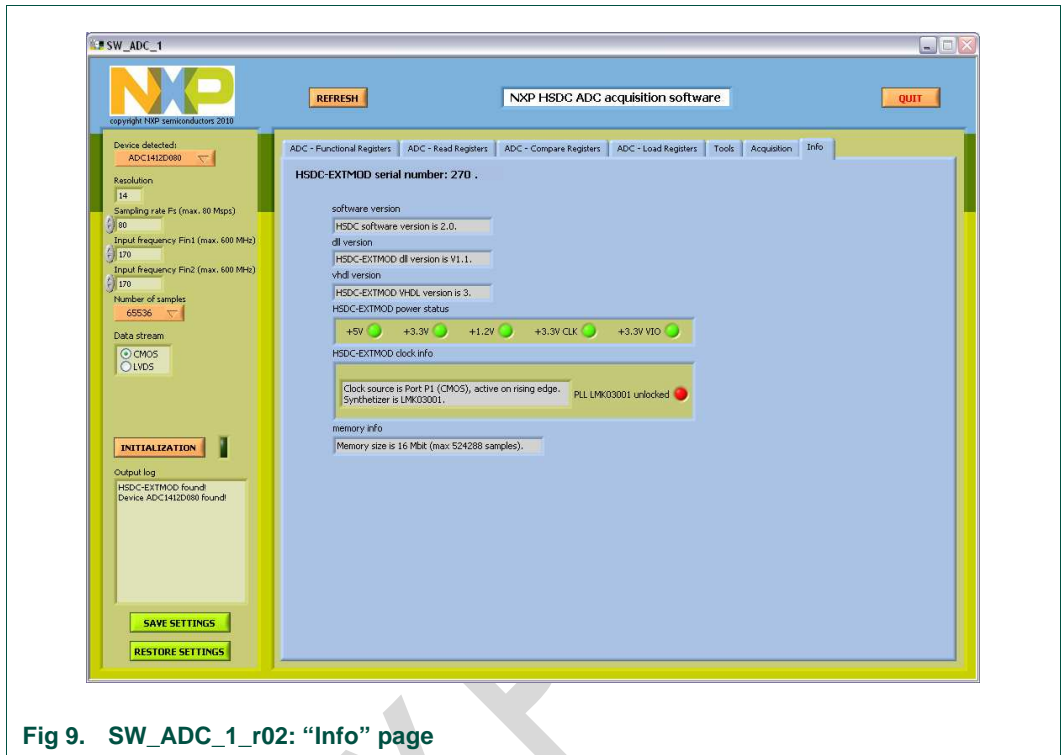 SW_ADC_1
NXP
copyright NXP semiconductors 2010
REFRESH
NXP HSDC ADC acquisition software
QUIT
Device detected:
ADC1412D080
Resolution
14
Sampling rate Fs (max. 80 Msps)
80
Input frequency Fin1 (max. 600 MHz)
170
Input frequency Fin2 (max. 600 MHz)
170
Number of samples
65536
Data stream
CMOS
LVDS
INITIALIZATION
Output log
HSDC-EXTMOD found!
Device ADC1412D080 found!
SAVE SETTINGS
RESTORE SETTINGS
ADC - Functional Registers
ADC - Read Registers
ADC - Compare Registers
ADC - Load Registers
Tools
Acquisition
Info
HSDC-EXTMOD serial number: 270 .
software version
HSDC software version is 2.0.
dll version
HSDC-EXTMOD dll version is V1.1.
vhdl version
HSDC-EXTMOD VHDL version is 3.
HSDC-EXTMOD power status
+5V +3.3V +1.2V +3.3V CLK +3.3V VIO
HSDC-EXTMOD clock info
Clock source is Port P1 (CMOS), active on rising edge.
Synthetizer is LMK03001.
PLL LMK03001 unlocked
memory info
Memory size is 16 Mbit (max 524288 samples).
Fig 9. SW_ADC_1_r02: “Info” page